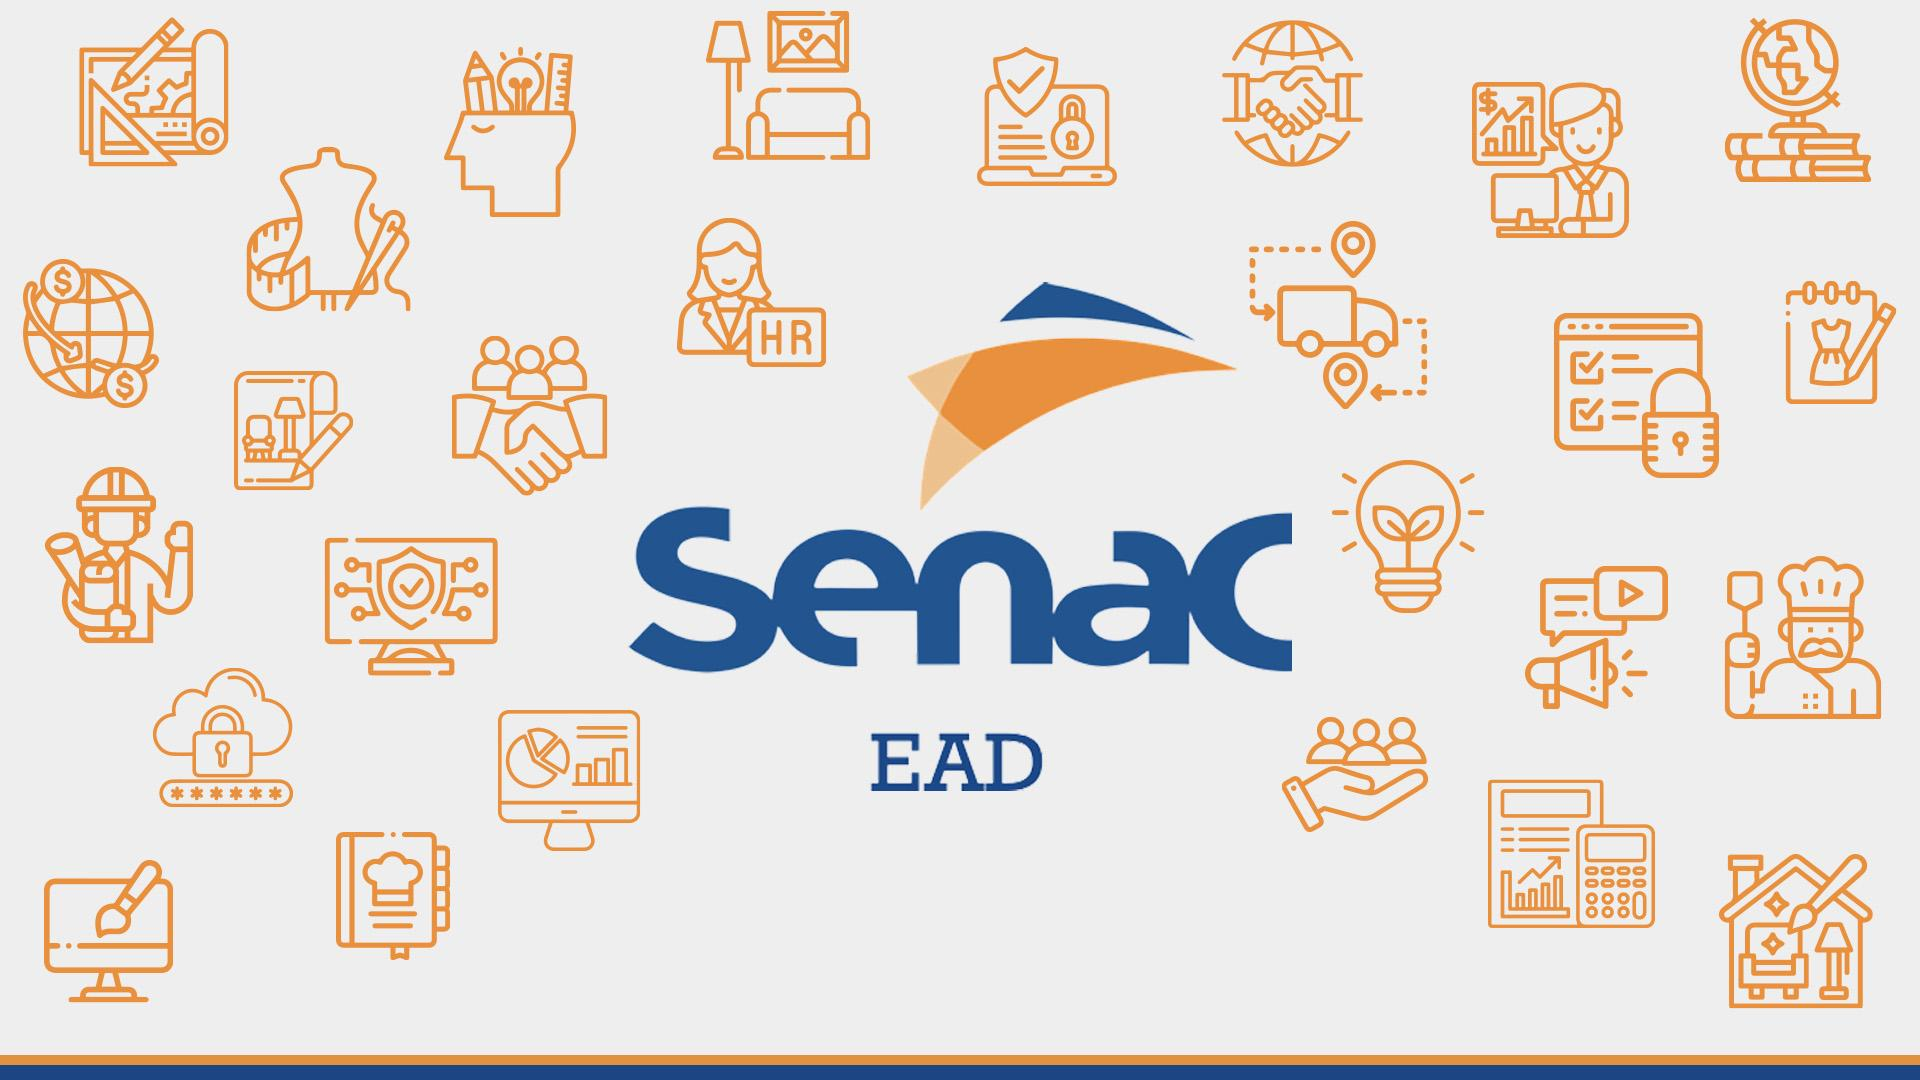 $
$
HR
$
Senac
******
EAD